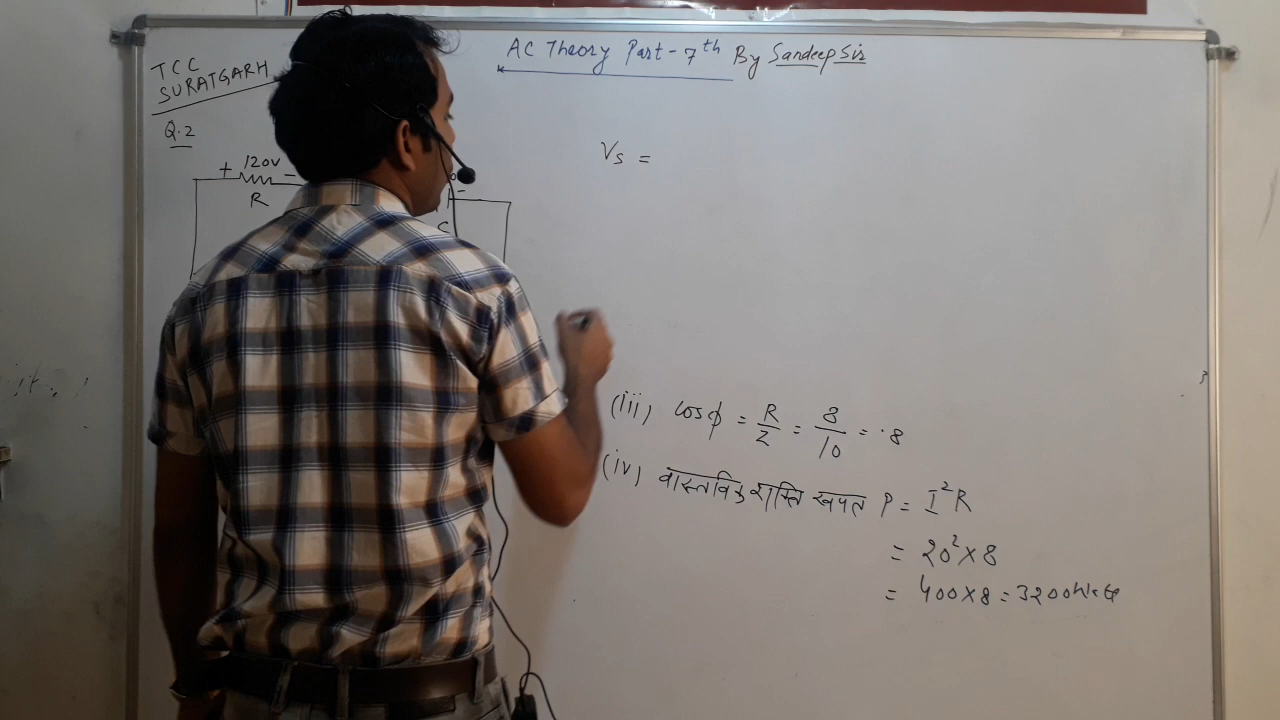 AC Theory Part-7th By Sandeep Sir
TCC
SURATGARH
Q.2
+ 120v -
R
-
C
Vs =
(iii) cosφ = R/Z = 8/10 = .8
(iv) वास्तविक शक्ति खपत P = I²R
= 20² × 8
= 400 × 8 = 3200